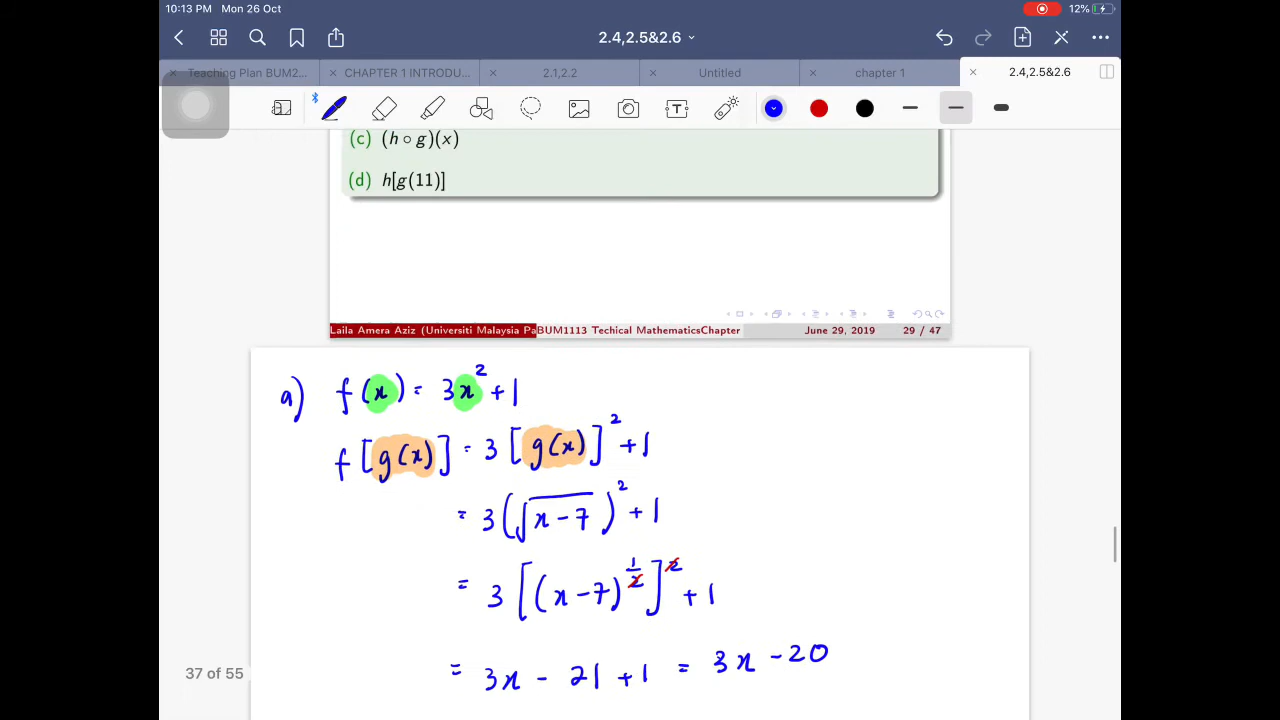 10:13 PM Mon 26 Oct 12%
2.4,2.5&2.6
Teaching Plan BUM2... CHAPTER 1 INTRODU... 2.1,2.2 Untitled chapter 1 2.4,2.5&2.6
(c) (h ∘ g)(x)
(d) h[g(11)]
Laila Amera Aziz (Universiti Malaysia Pa BUM1113 Techical MathematicsChapter June 29, 2019 29 / 47
a) f(x) = 3x² + 1
f[g(x)] = 3[g(x)]² + 1
= 3(√(x-7))² + 1
= 3[(x-7)^(1/2)]² + 1
= 3x - 21 + 1 = 3x - 20
37 of 55